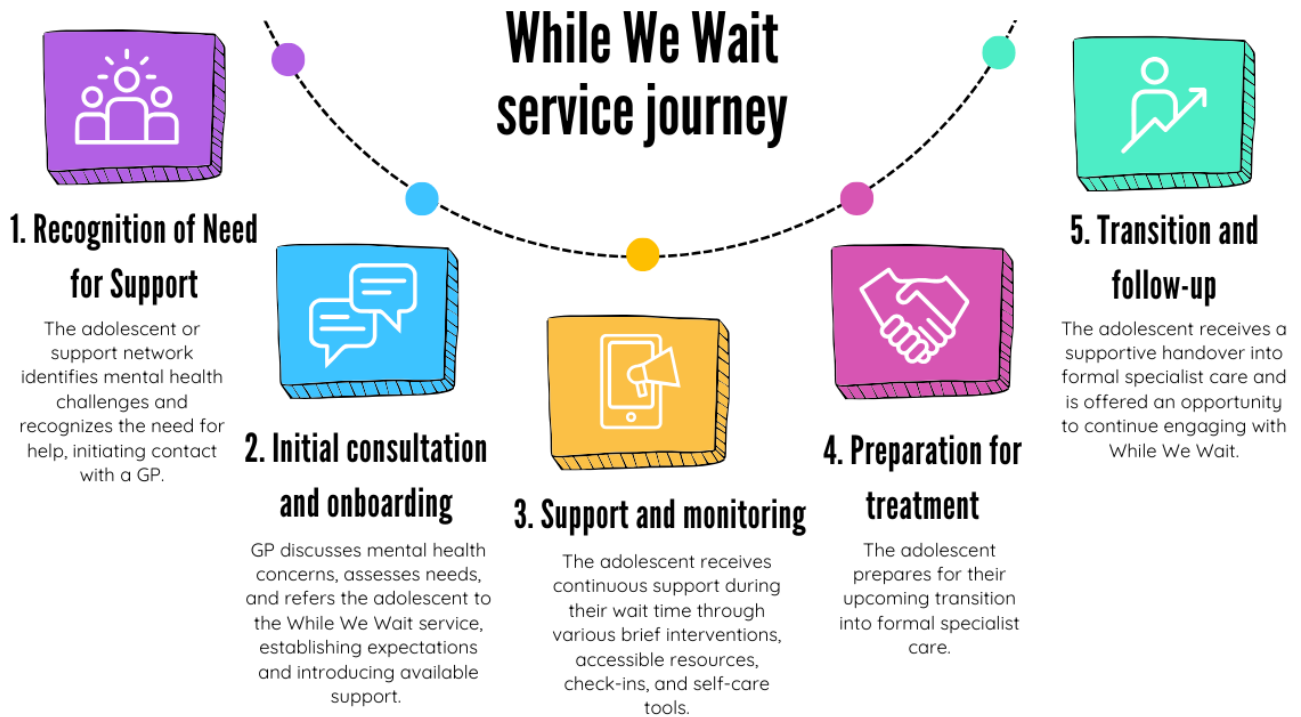 While We Wait
service journey
1. Recognition of Need
for Support
The adolescent or
support network
identifies mental health
challenges and
recognizes the need for
help, initiating contact
with a GP.
2. Initial consultation
and onboarding
GP discusses mental health
concerns, assesses needs,
and refers the adolescent to
the While We Wait service,
establishing expectations
and introducing available
support.
3. Support and monitoring
The adolescent receives
continuous support during
their wait time through
various brief interventions,
accessible resources,
check-ins, and self-care
tools.
4. Preparation for
treatment
The adolescent
prepares for their
upcoming transition
into formal specialist
care.
5. Transition and
follow-up
The adolescent receives a
supportive handover into
formal specialist care and
is offered an opportunity
to continue engaging with
While We Wait.